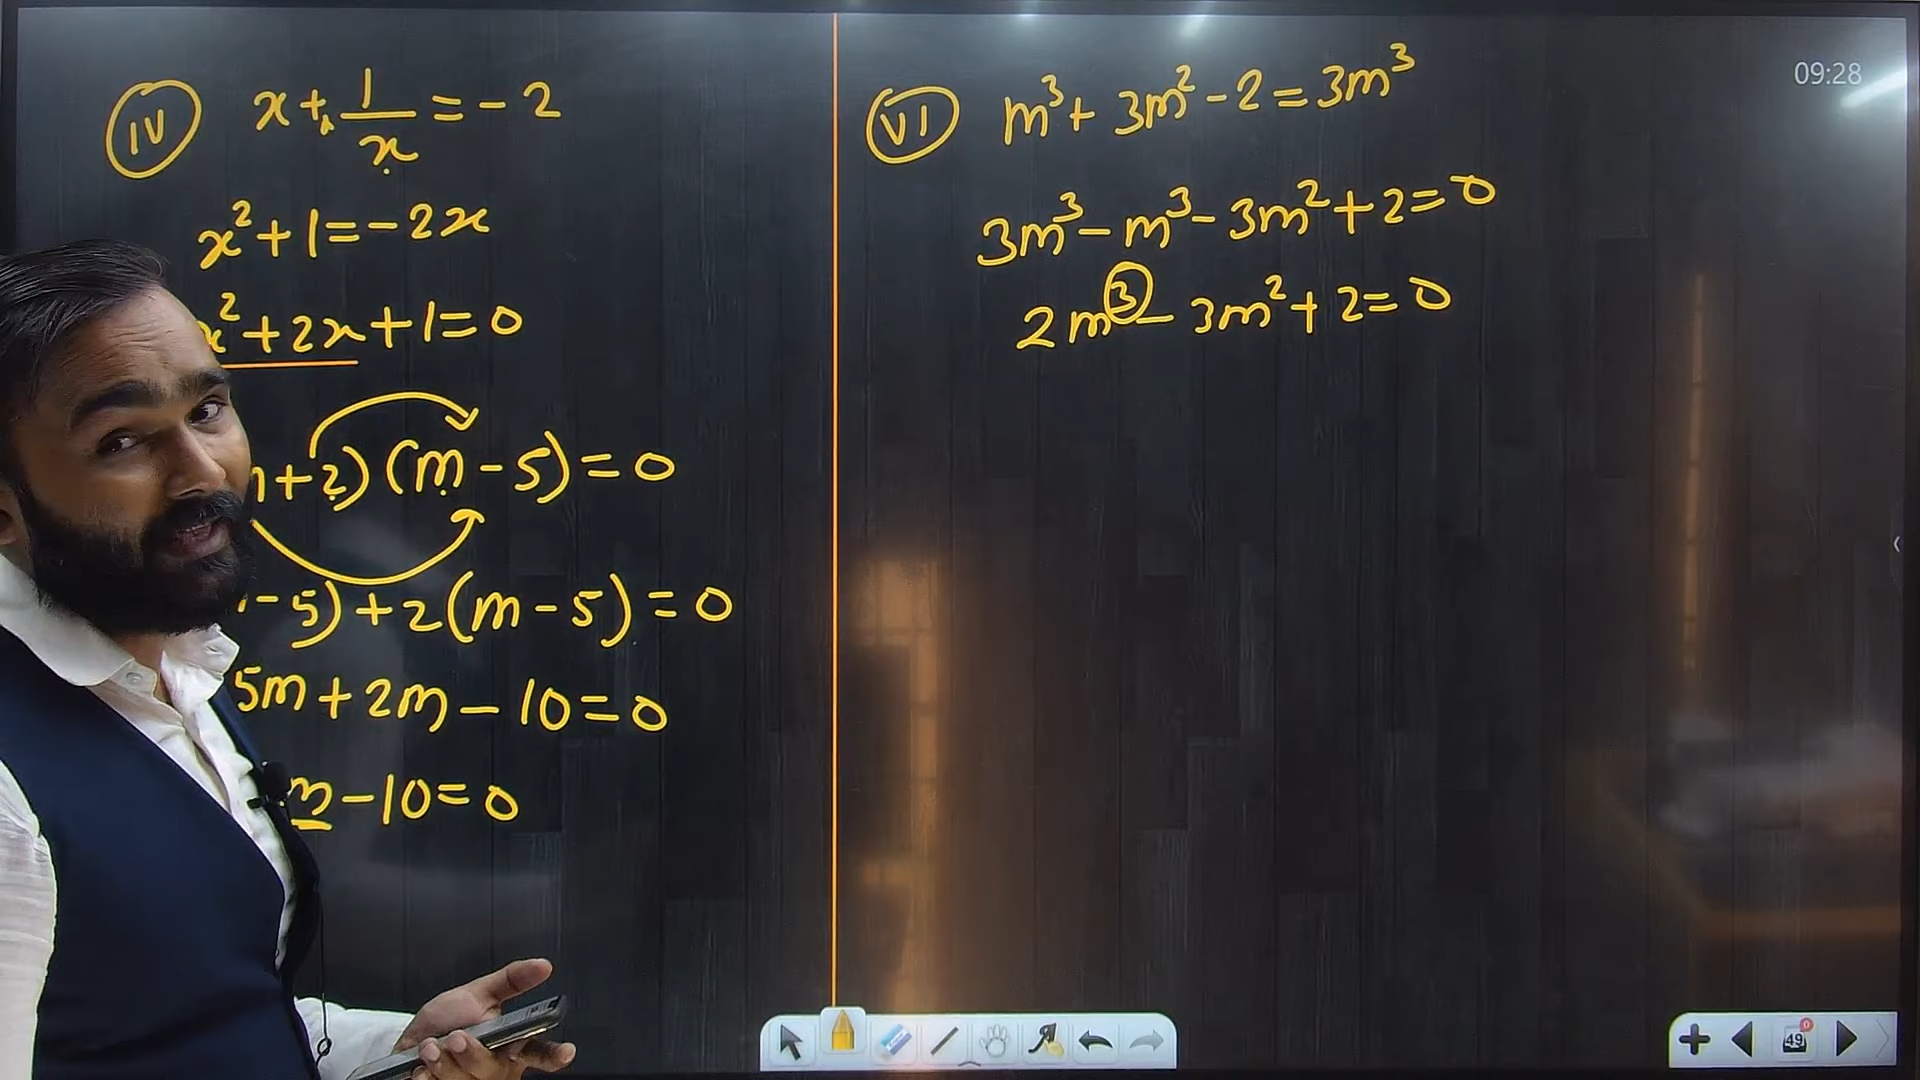 IV x + 1/x = -2
x² + 1 = -2x
x² + 2x + 1 = 0
+ 2) (m - 5) = 0
- 5) + 2(m - 5) = 0
5m + 2m - 10 = 0
m - 10 = 0
VI m³ + 3m² - 2 = 3m³
3m³ - m³ - 3m² + 2 = 0
2m³ - 3m² + 2 = 0
09:28
49
0